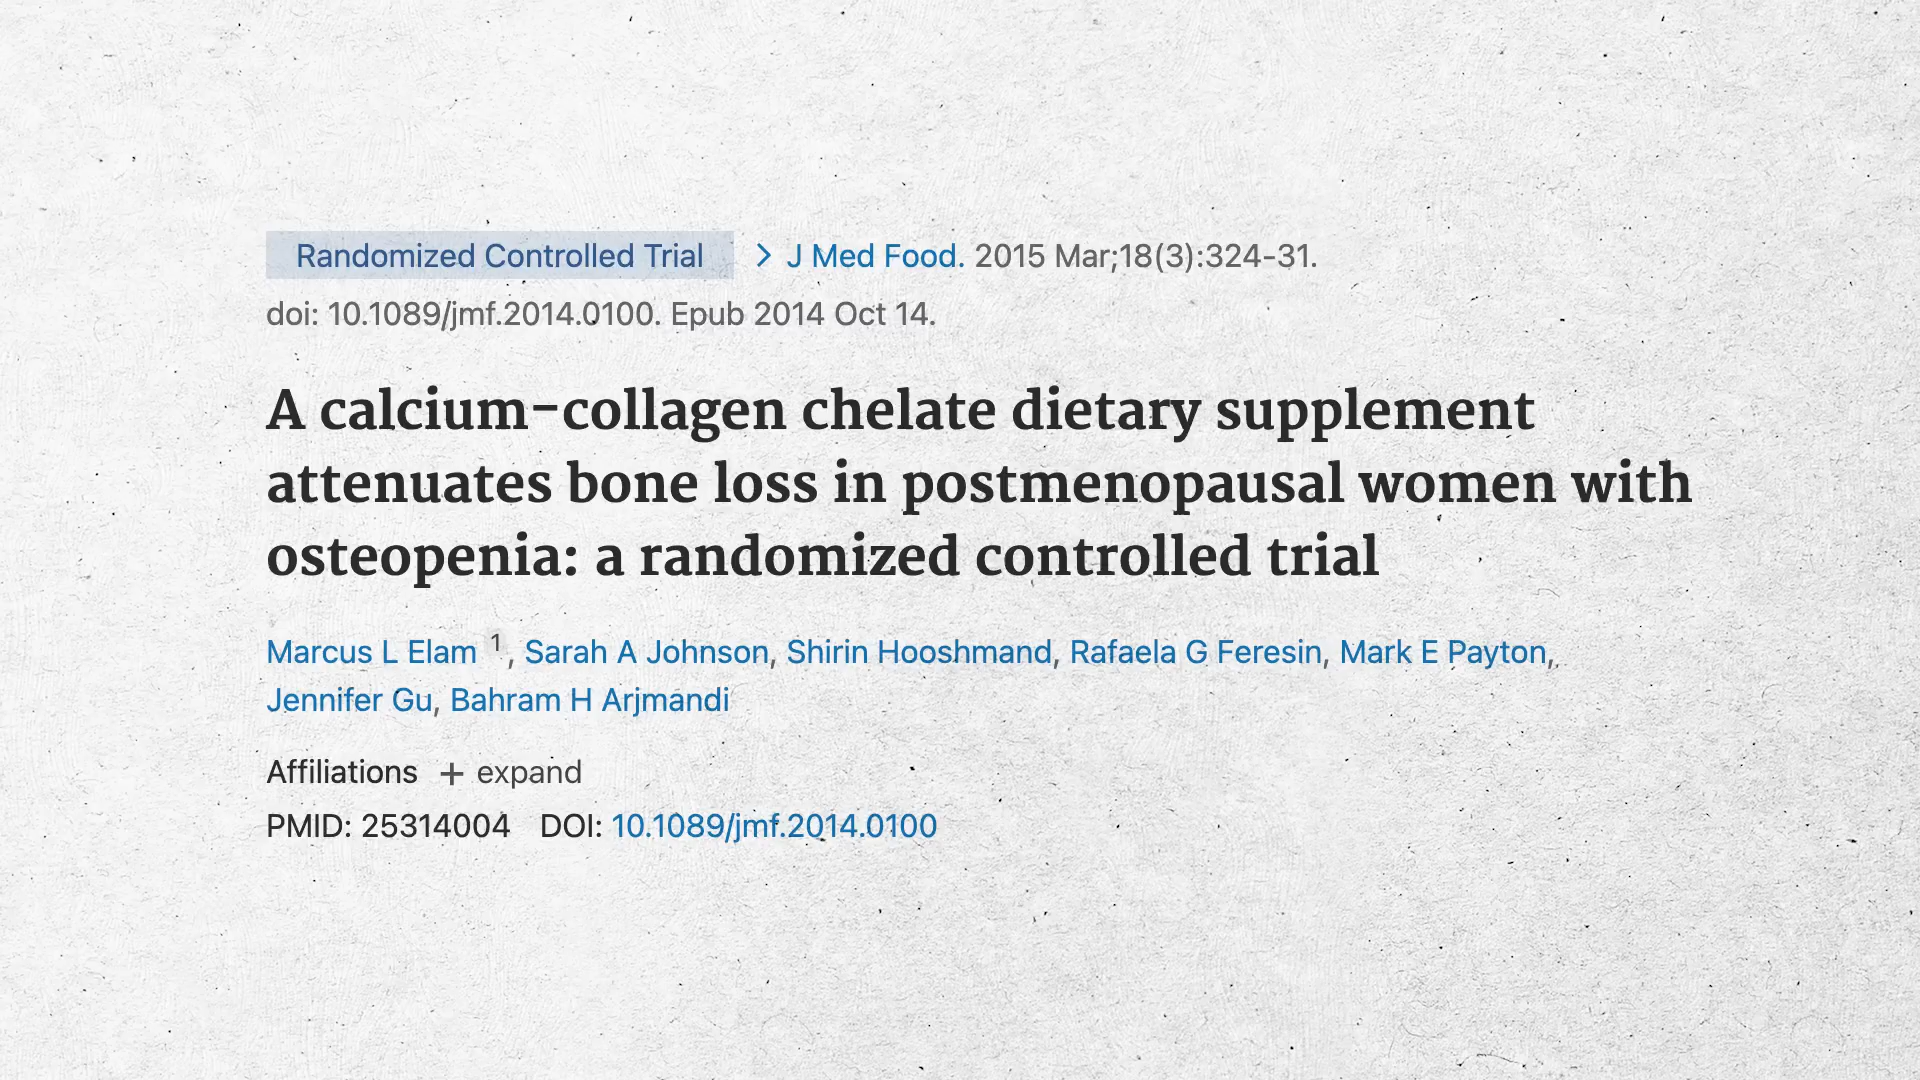 Randomized Controlled Trial > J Med Food. 2015 Mar;18(3):324-31.
doi: 10.1089/jmf.2014.0100. Epub 2014 Oct 14.
A calcium-collagen chelate dietary supplement
attenuates bone loss in postmenopausal women with
osteopenia: a randomized controlled trial
Marcus L Elam 1, Sarah A Johnson, Shirin Hooshmand, Rafaela G Feresin, Mark E Payton,
Jennifer Gu, Bahram H Arjmandi
Affiliations + expand
PMID: 25314004 DOI: 10.1089/jmf.2014.0100